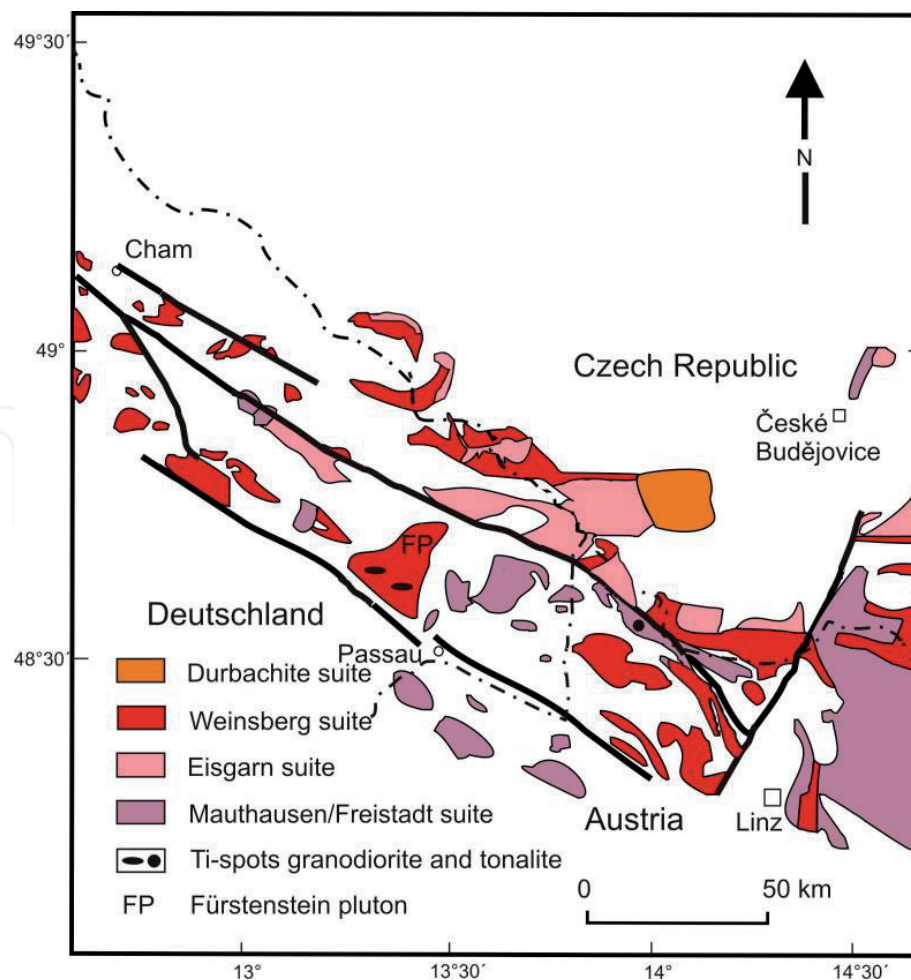 49°30´
N
Cham
49°
Czech Republic
České
Budějovice
FP
Deutschland
48°30´
Passau
Durbachite suite
Weinsberg suite
Eisgarn suite
Mauthausen/Freistadt suite
Austria
Linz
Ti-spots granodiorite and tonalite
0 50 km
FP Fürstenstein pluton
13° 13°30´ 14° 14°30´